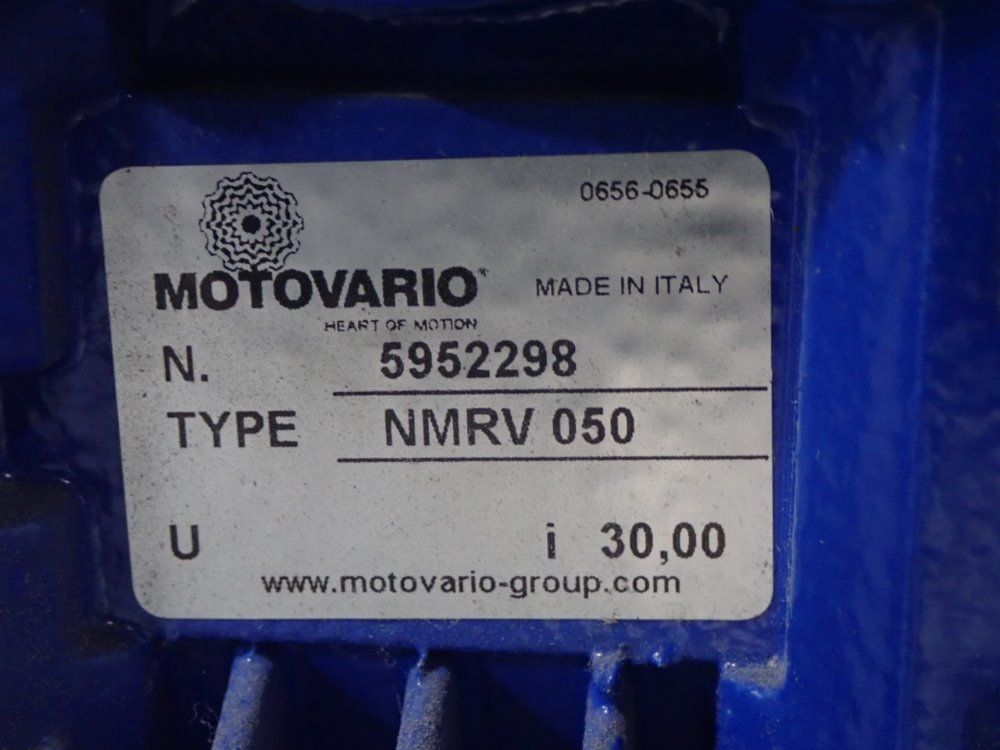 0656-0655
MOTOVARIO
MADE IN ITALY
HEART OF MOTION
N. 5952298
TYPE NMRV 050
U i 30,00
www.motovario-group.com